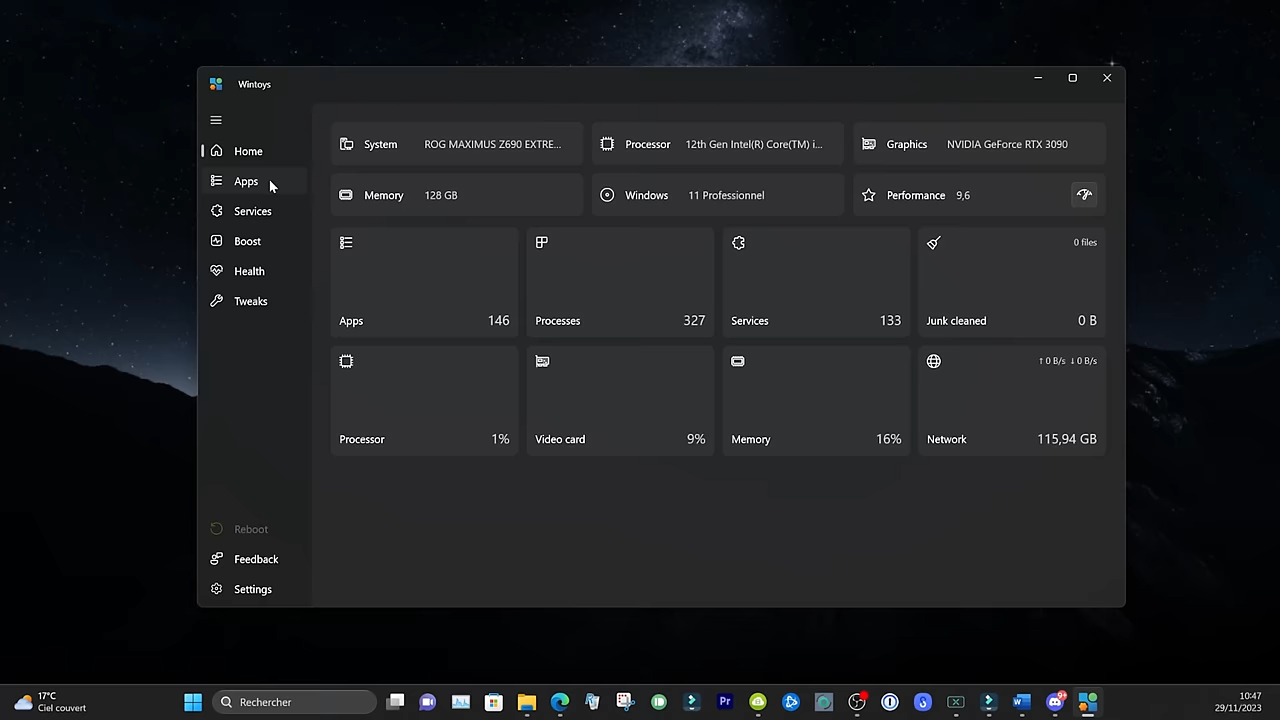 Wintoys
Home
Apps
Services
Boost
Health
Tweaks
Reboot
Feedback
Settings
System ROG MAXIMUS Z690 EXTRE...
Processor 12th Gen Intel(R) Core(TM) i...
Graphics NVIDIA GeForce RTX 3090
Memory 128 GB
Windows 11 Professionnel
Performance 9,6
Apps 146
Processes 327
Services 133
0 files
Junk cleaned 0 B
Processor 1%
Video card 9%
Memory 16%
↑ 0 B/s ↓ 0 B/s
Network 115,94 GB
17°C
Ciel couvert
Rechercher
Pr
9+
10:47
29/11/2023